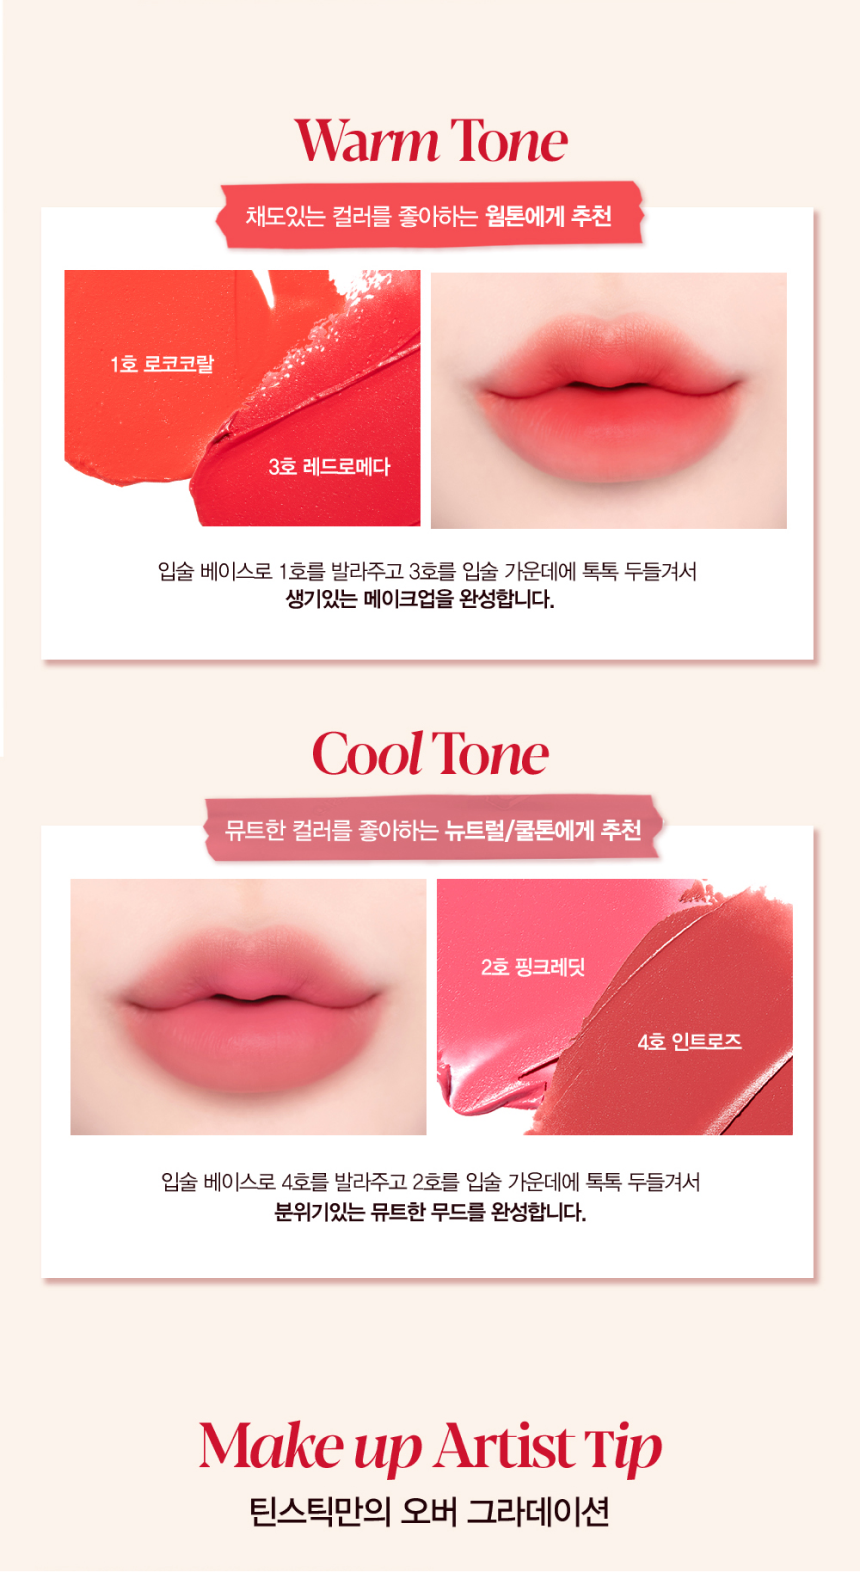 Warm Tone
채도있는 컬러를 좋아하는 웜톤에게 추천
1호 로코코랄
3호 레드로메다
입술 베이스로 1호를 발라주고 3호를 입술 가운데에 톡톡 두들겨서
생기있는 메이크업을 완성합니다.
Cool Tone
뮤트한 컬러를 좋아하는 뉴트럴/쿨톤에게 추천
2호 핑크레딧
4호 인트로즈
입술 베이스로 4호를 발라주고 2호를 입술 가운데에 톡톡 두들겨서
분위기있는 뮤트한 무드를 완성합니다.
Make up Artist Tip
틴스틱만의 오버 그라데이션